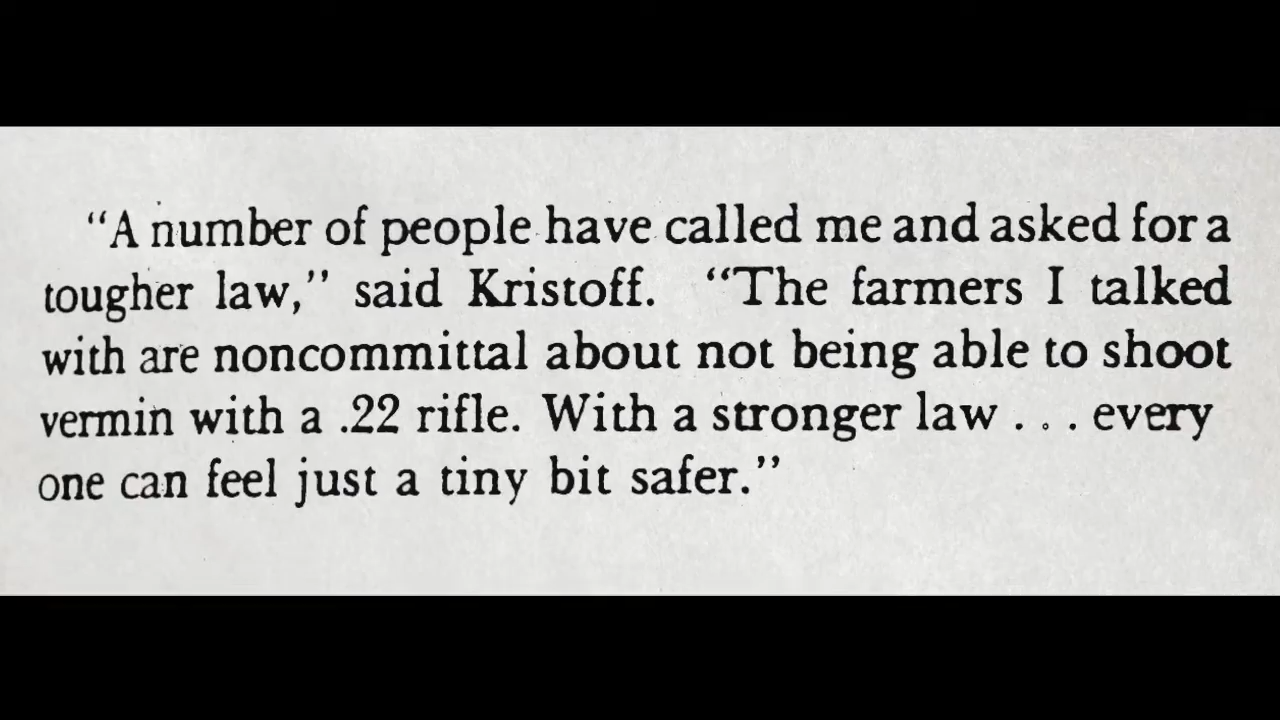 “A number of people have called me and asked for a
tougher law,” said Kristoff. “The farmers I talked
with are noncommittal about not being able to shoot
vermin with a .22 rifle. With a stronger law . . . every
one can feel just a tiny bit safer.”